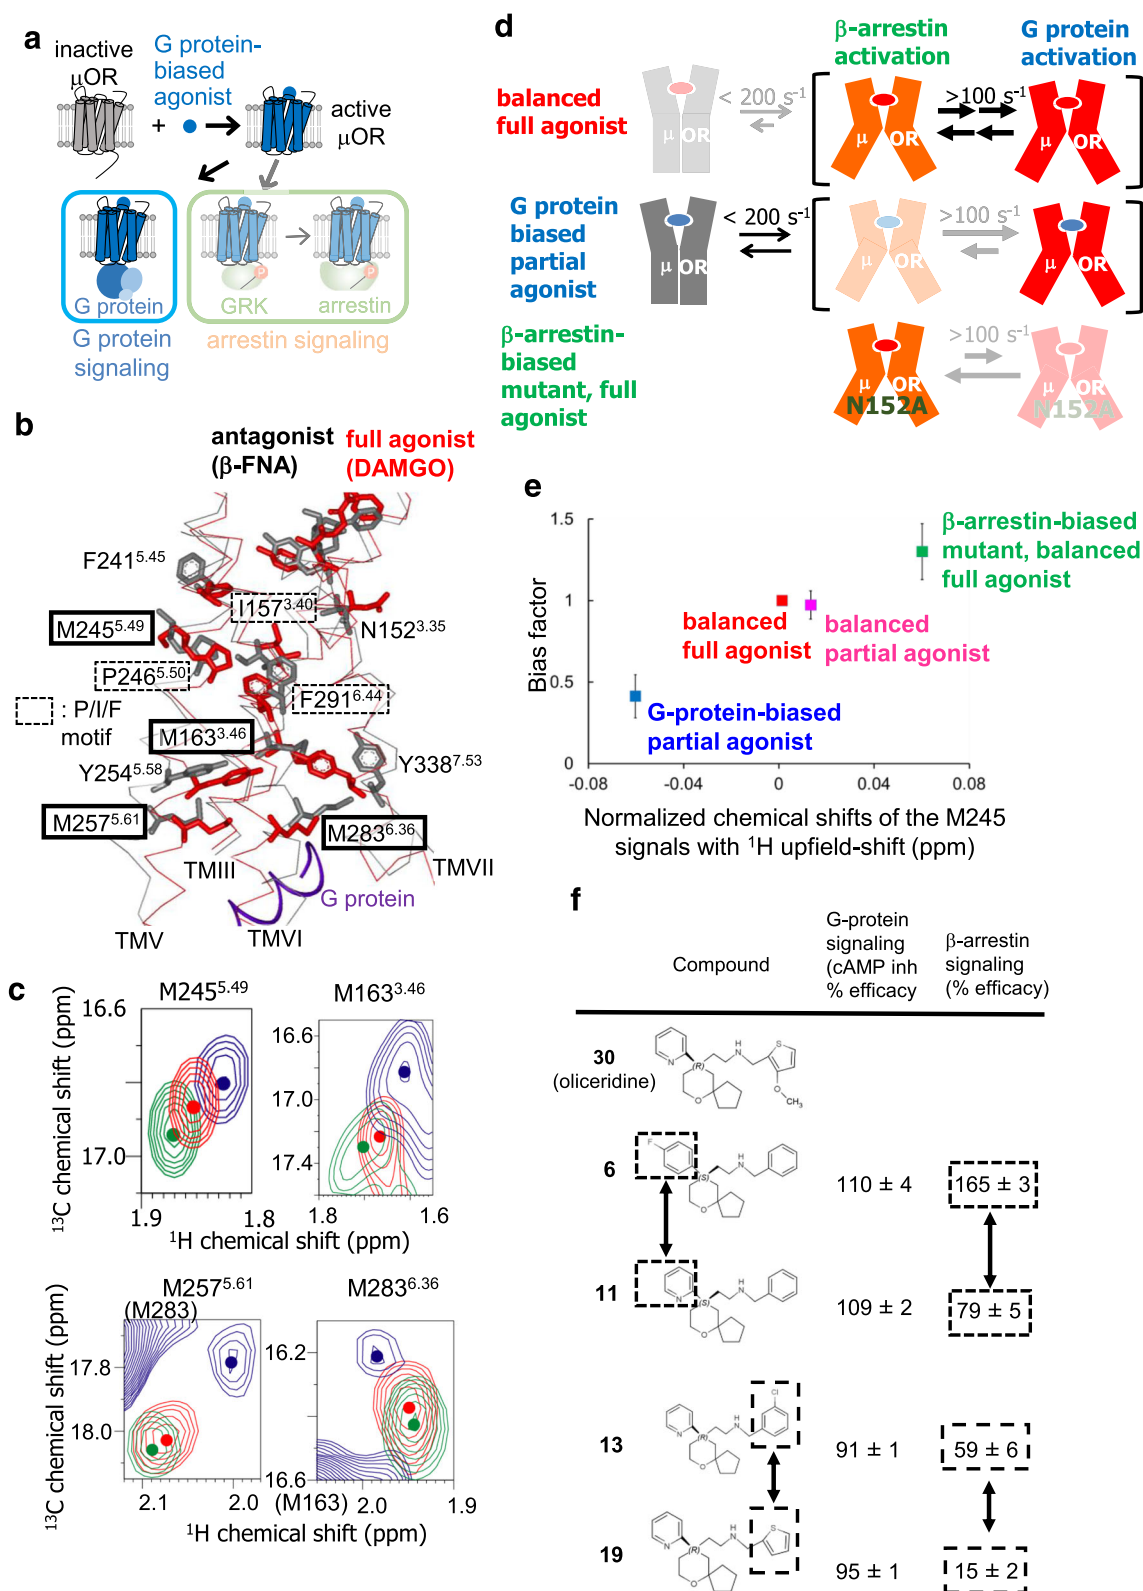 a
inactive
μOR
G protein-
biased
agonist
+
active
μOR
G protein
GRK
P
arrestin
P
G protein
signaling
arrestin signaling
b
antagonist
(β-FNA)
full agonist
(DAMGO)
F241^5.45
I157^3.40
M245^5.49
N152^3.35
P246^5.50
F291^6.44
: P/I/F
motif
M163^3.46
Y254^5.58
Y338^7.53
M257^5.61
M283^6.36
TMIII
TMVII
G protein
TMV
TMVI
c
M245^5.49
M163^3.46
16.6
17.0
16.6
17.0
17.4
1.9
1.8
1.8
1.6
13C chemical shift (ppm)
1H chemical shift (ppm)
M257^5.61
(M283)
M283^6.36
17.8
18.0
16.2
16.6
(M163)
2.1
2.0
2.0
1.9
13C chemical shift (ppm)
1H chemical shift (ppm)
d
β-arrestin
activation
G protein
activation
balanced
full agonist
< 200 s-1
>100 s-1
μ OR
μ OR
μ OR
G protein
biased
partial
agonist
< 200 s-1
>100 s-1
μ OR
μ OR
μ OR
β-arrestin-
biased
mutant, full
agonist
>100 s-1
μ OR
N152A
μ OR
N152A
e
1.5
1
0.5
0
Bias factor
β-arrestin-biased
mutant, balanced
full agonist
balanced
full agonist
balanced
partial agonist
G-protein-biased
partial agonist
-0.08
-0.04
0
0.04
0.08
Normalized chemical shifts of the M245
signals with 1H upfield-shift (ppm)
f
Compound
G-protein
signaling
(cAMP inh
% efficacy
β-arrestin
signaling
(% efficacy)
30
(oliceridine)
N
(R)
O
H
N
S
O
CH3
6
F
(S)
O
H
N
110 ± 4
165 ± 3
11
N
(S)
O
H
N
109 ± 2
79 ± 5
13
N
(R)
O
H
N
Cl
91 ± 1
59 ± 6
19
N
(R)
O
H
N
S
95 ± 1
15 ± 2